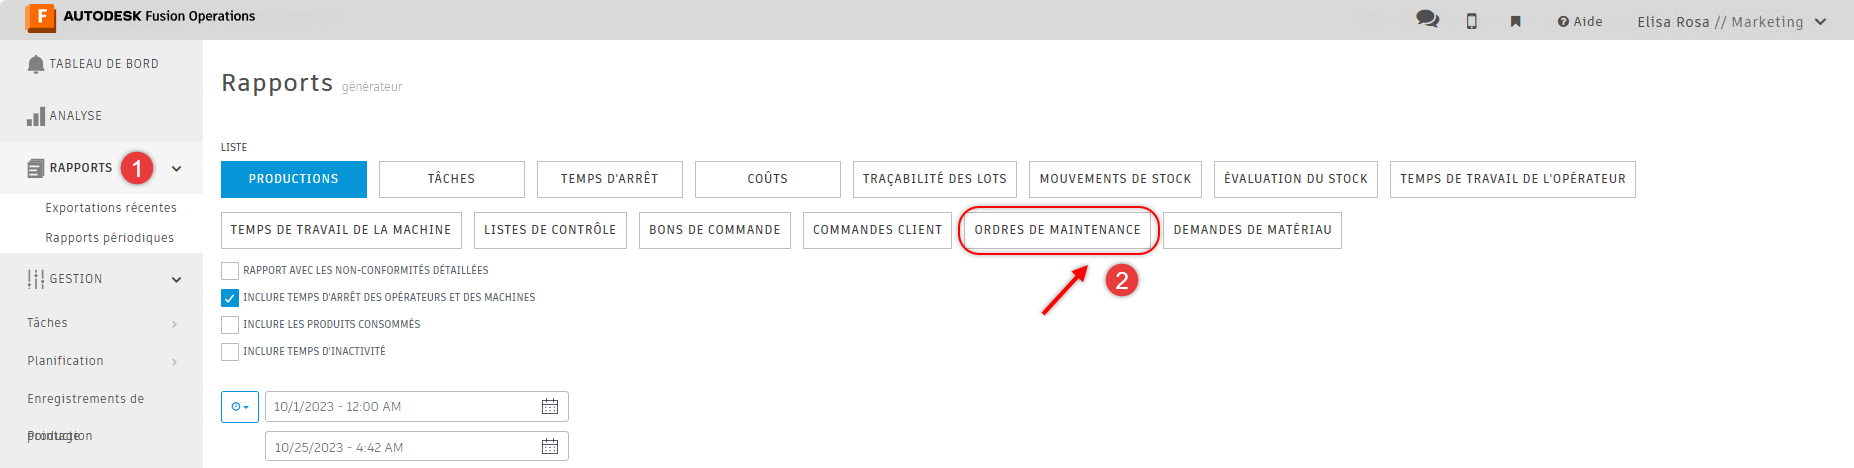 F AUTODESK Fusion Operations
Aide
Elisa Rosa // Marketing
TABLEAU DE BORD
ANALYSE
RAPPORTS 1
Exportations récentes
Rapports périodiques
GESTION
Tâches
Planification
Enregistrements de
Production
pointage
Rapports générateur
LISTE
PRODUCTIONS TÂCHES TEMPS D'ARRÊT COÛTS TRAÇABILITÉ DES LOTS MOUVEMENTS DE STOCK ÉVALUATION DU STOCK TEMPS DE TRAVAIL DE L'OPÉRATEUR
TEMPS DE TRAVAIL DE LA MACHINE LISTES DE CONTRÔLE BONS DE COMMANDE COMMANDES CLIENT ORDRES DE MAINTENANCE DEMANDES DE MATÉRIAU
2
RAPPORT AVEC LES NON-CONFORMITÉS DÉTAILLÉES
INCLURE TEMPS D'ARRÊT DES OPÉRATEURS ET DES MACHINES
INCLURE LES PRODUITS CONSOMMÉS
INCLURE TEMPS D'INACTIVITÉ
10/1/2023 - 12:00 AM
10/25/2023 - 4:42 AM